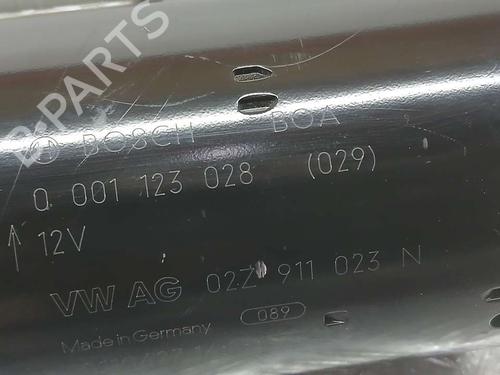 B-PARTS
BOSCH BOA
0 001 123 028 (029)
12V
VW AG 02Z 911 023 N
089
Made in Germany